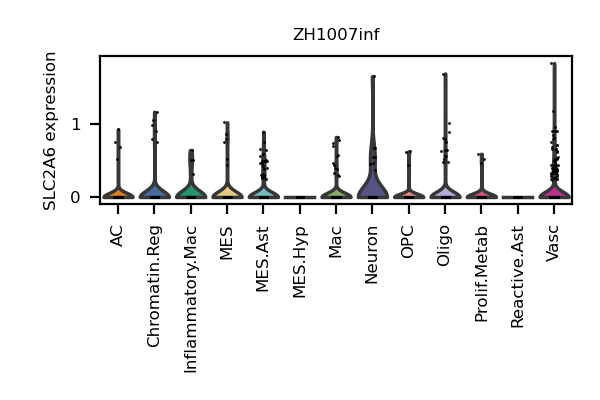 ZH1007inf
SLC2A6 expression
1
0
AC
Chromatin.Reg
Inflammatory.Mac
MES
MES.Ast
MES.Hyp
Mac
Neuron
OPC
Oligo
Prolif.Metab
Reactive.Ast
Vasc